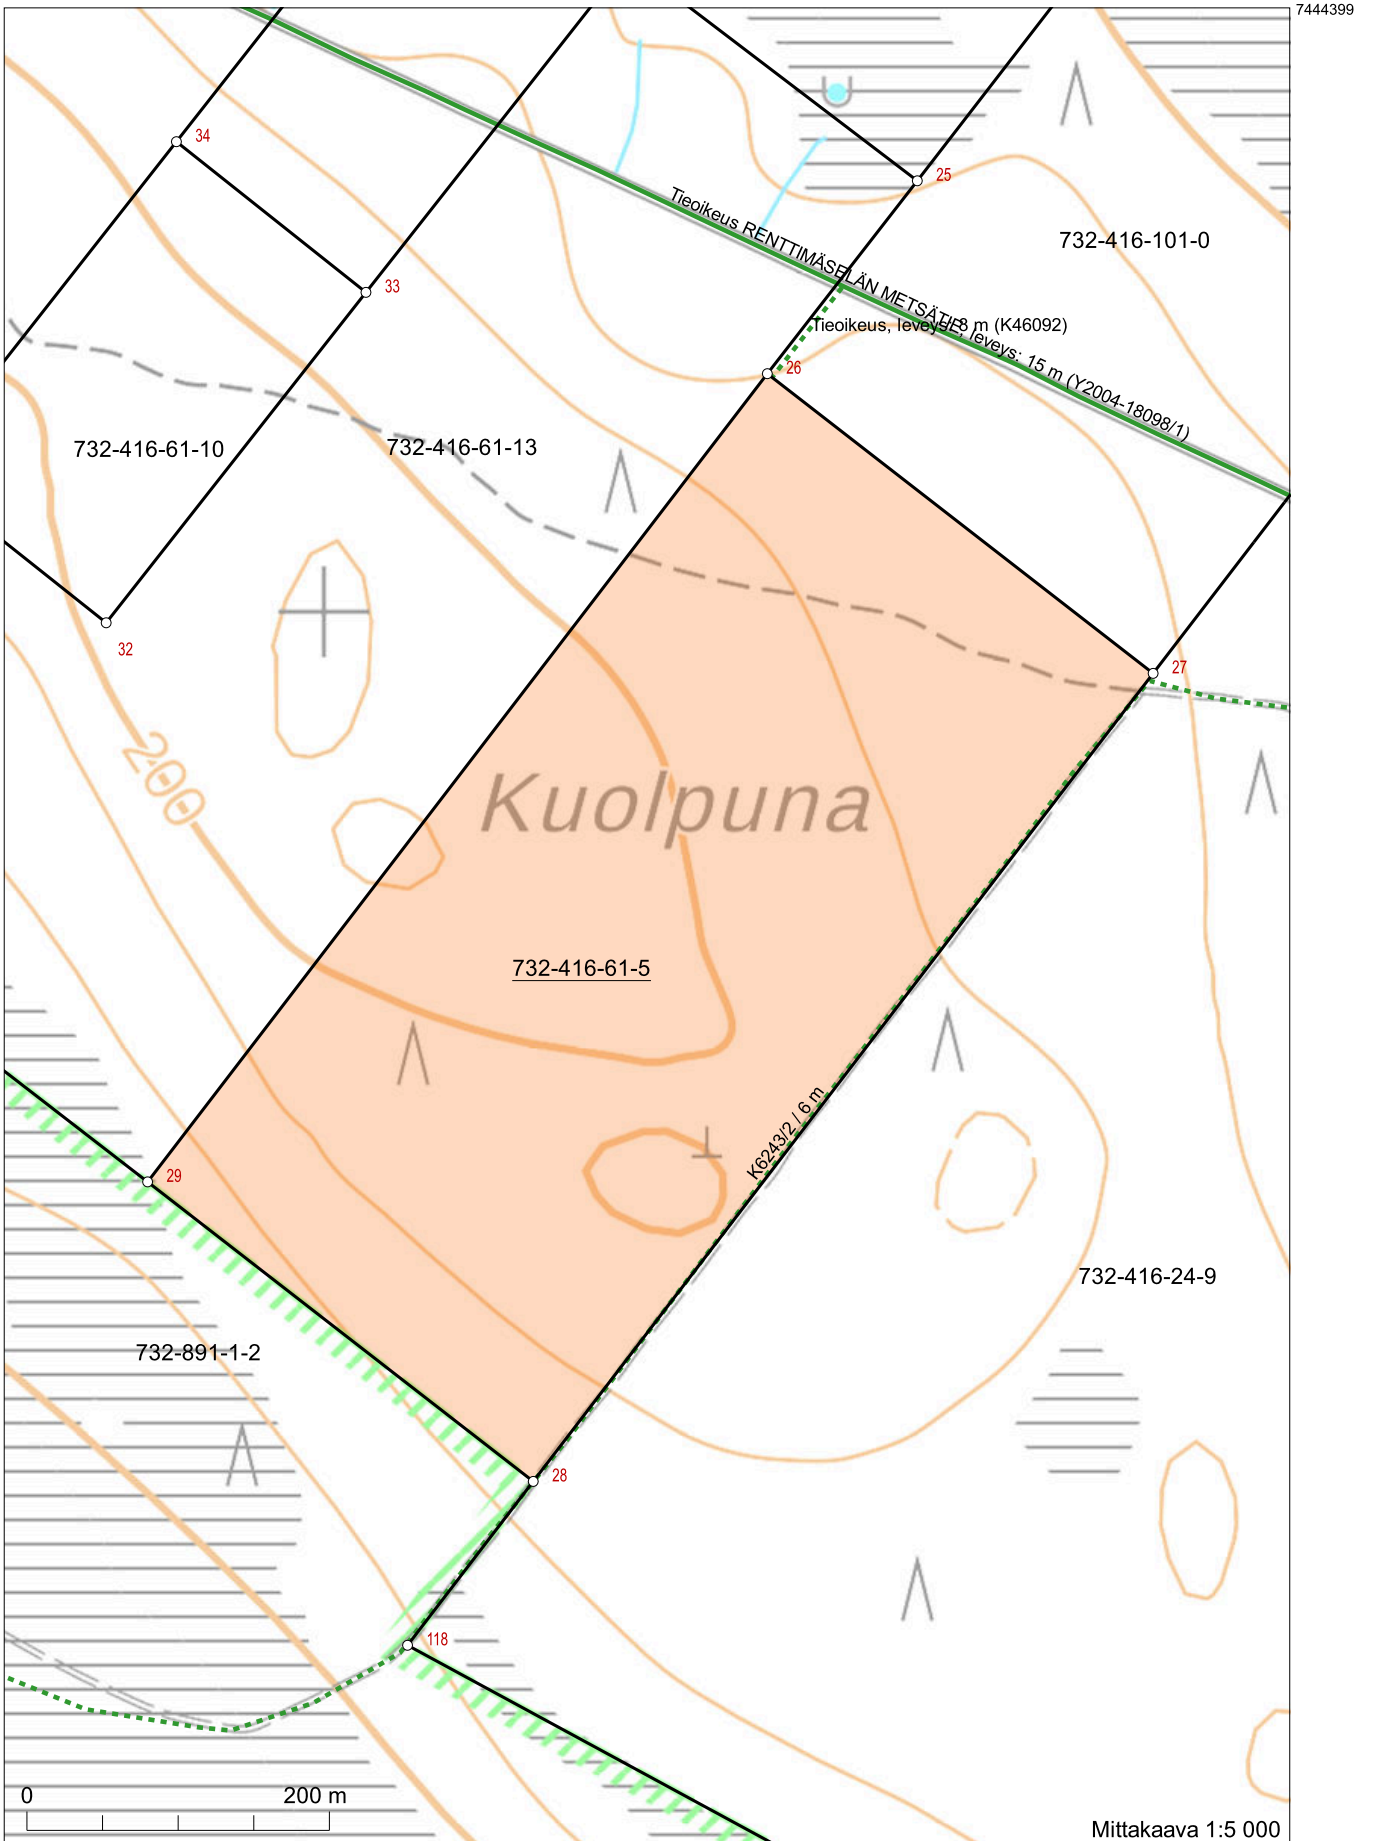 7444399
34
25
732-416-101-0
Tieoikeus RENTTIMÄSELÄN METSÄTIE, leveys: 15 m (Y2004-18098/1)
33
Tieoikeus, leveys: 8 m (K46092)
26
732-416-61-10
732-416-61-13
32
27
200
Kuolpuna
732-416-61-5
K6243/2 / 6 m
29
732-416-24-9
732-891-1-2
28
118
0 200 m
Mittakaava 1:5 000